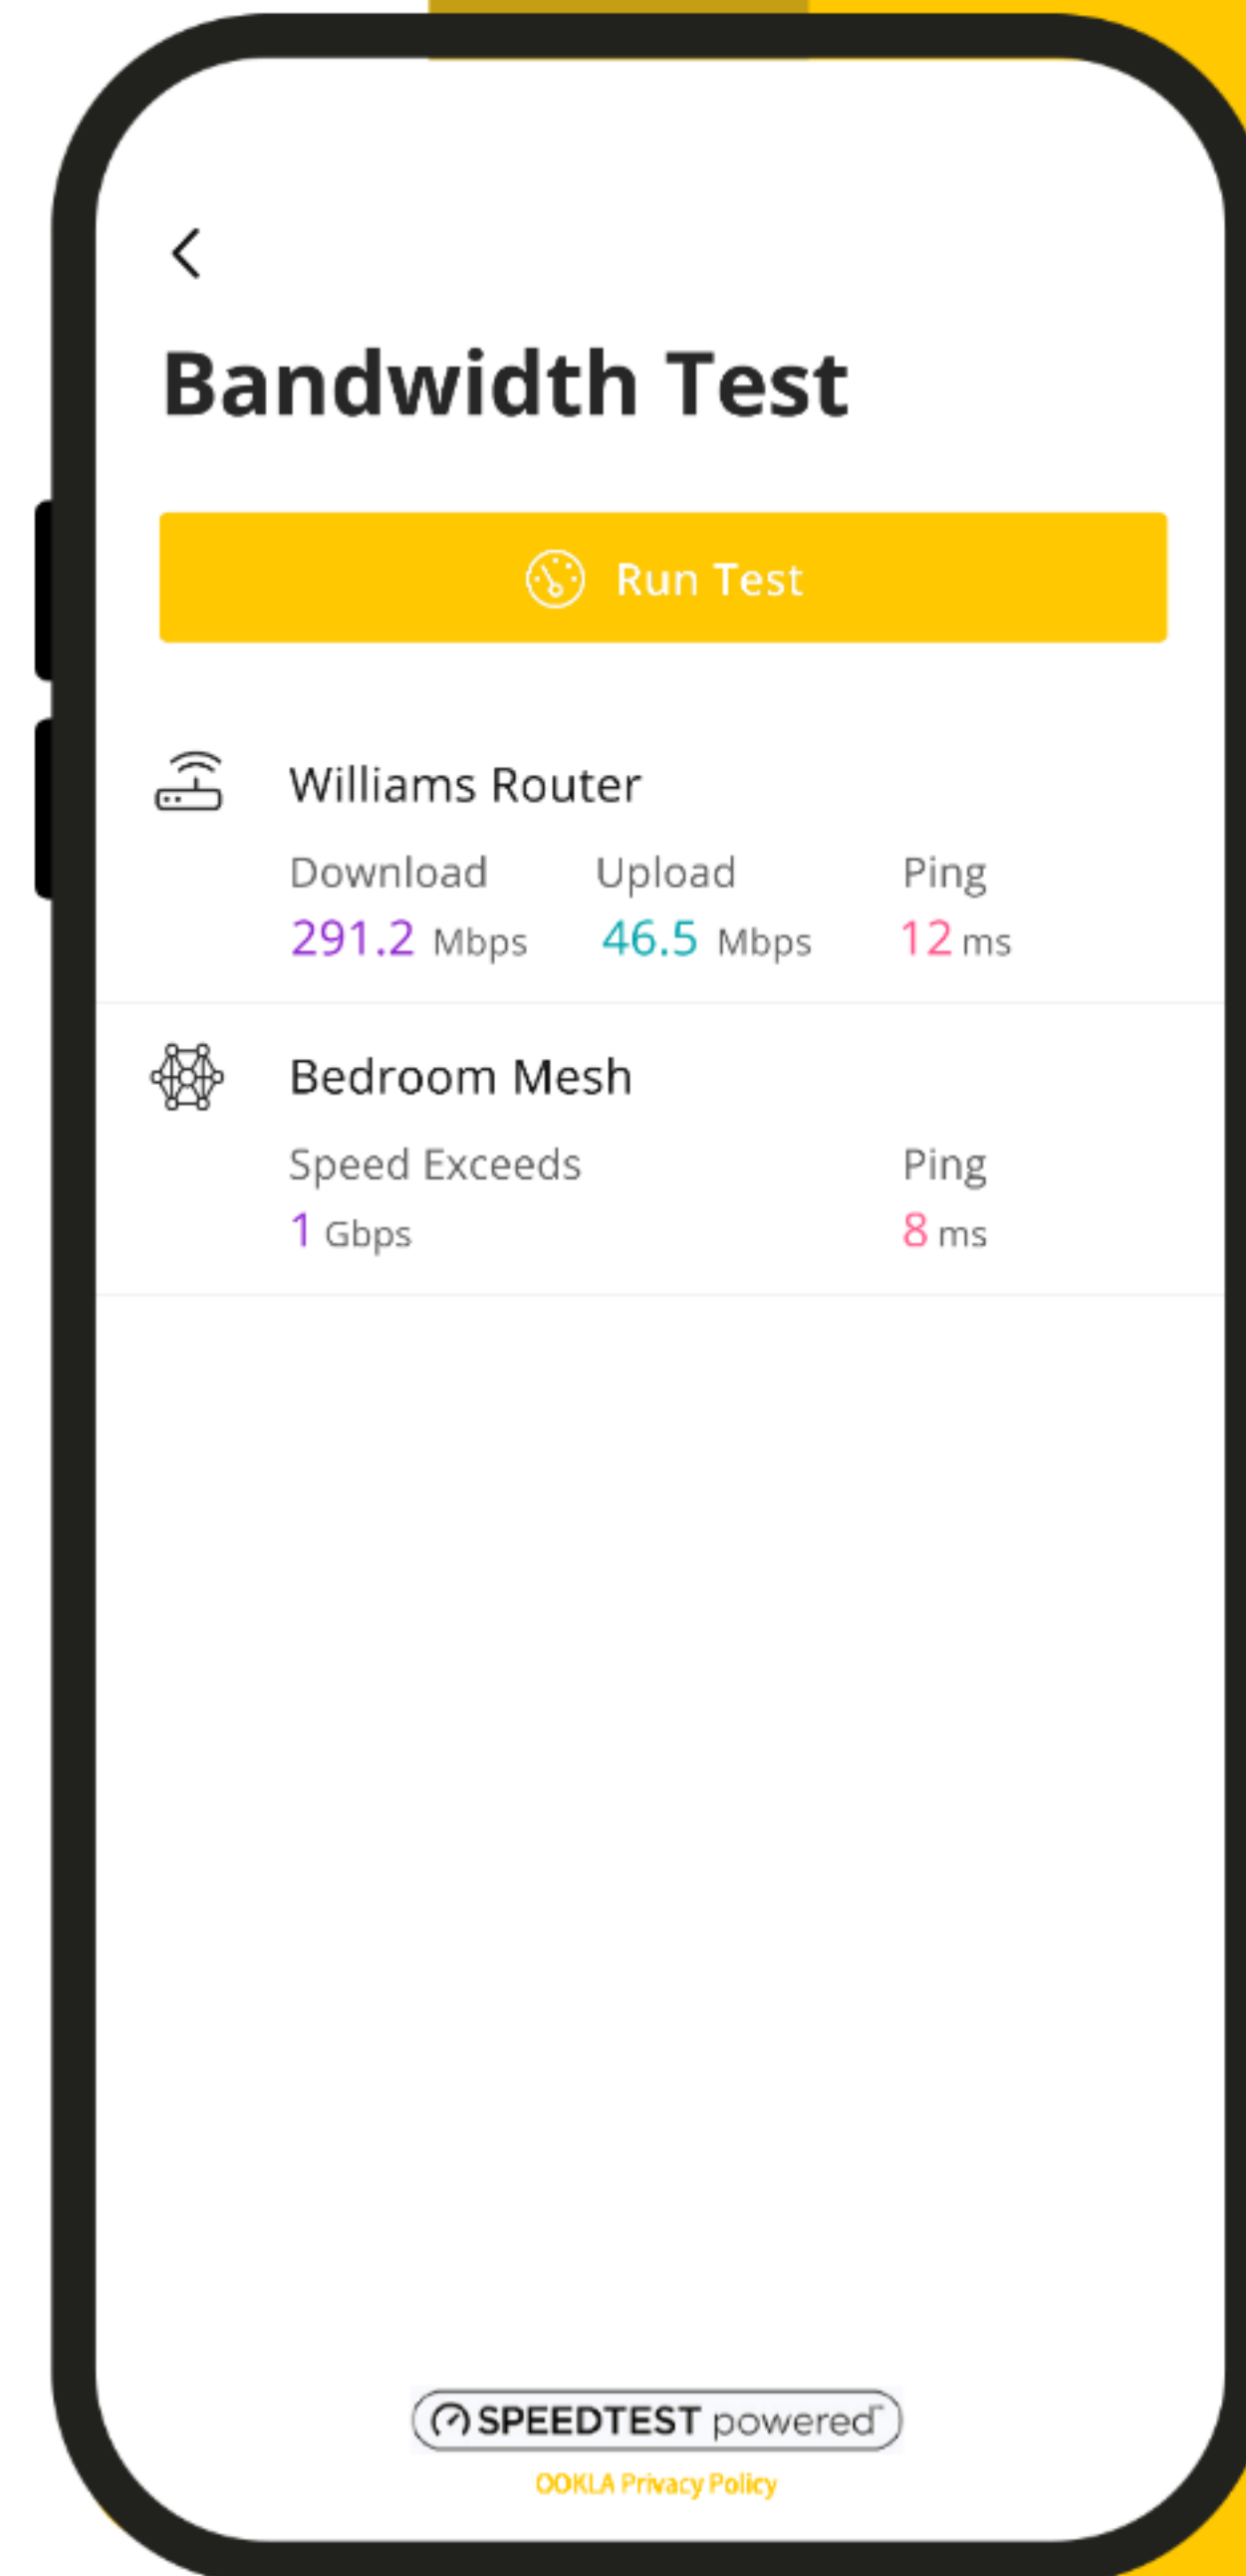 Bandwidth Test
Run Test
Williams Router
Download Upload Ping
291.2 Mbps 46.5 Mbps 12 ms
Bedroom Mesh
Speed Exceeds Ping
1 Gbps 8 ms
SPEEDTEST powered™
OOKLA Privacy Policy